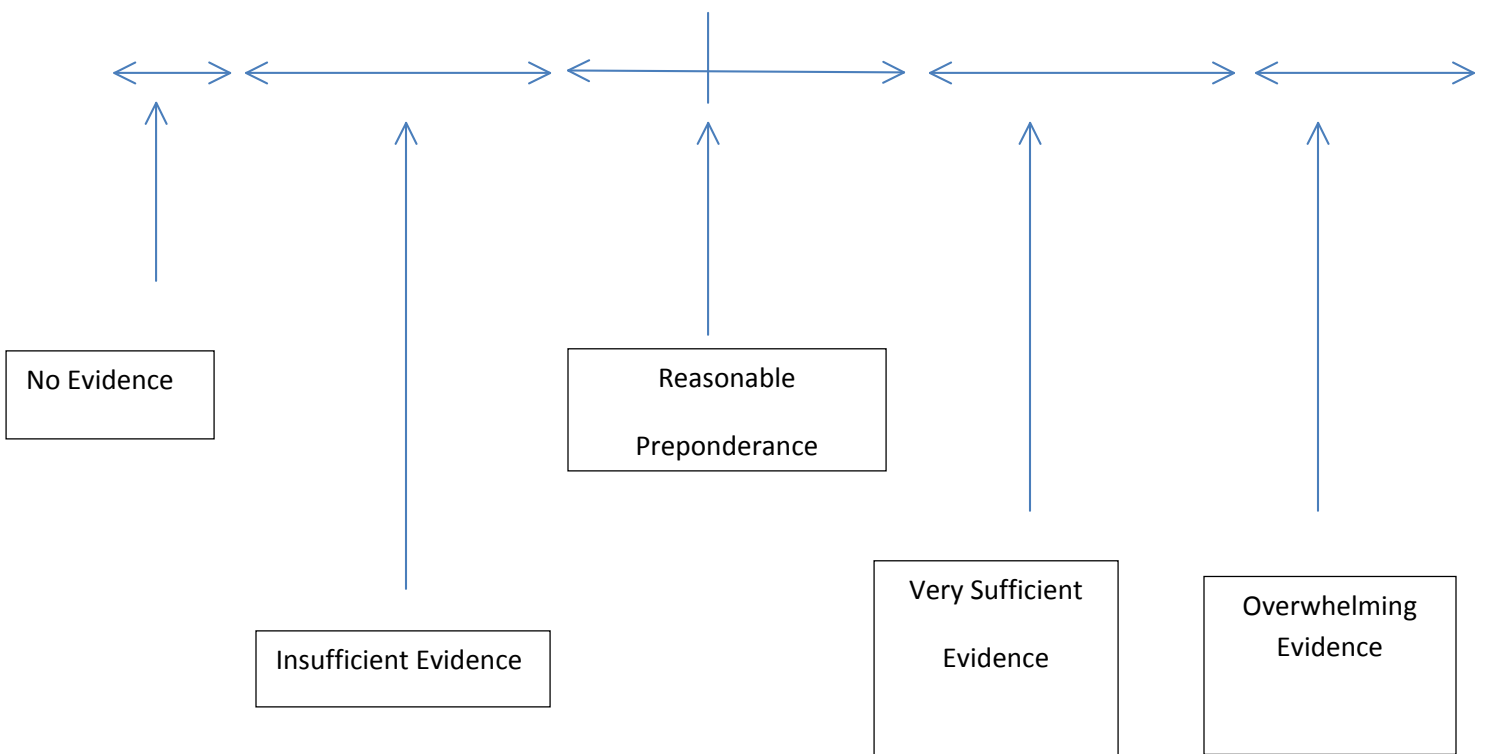 No Evidence
Insufficient Evidence
Reasonable
Preponderance
Very Sufficient
Evidence
Overwhelming
Evidence